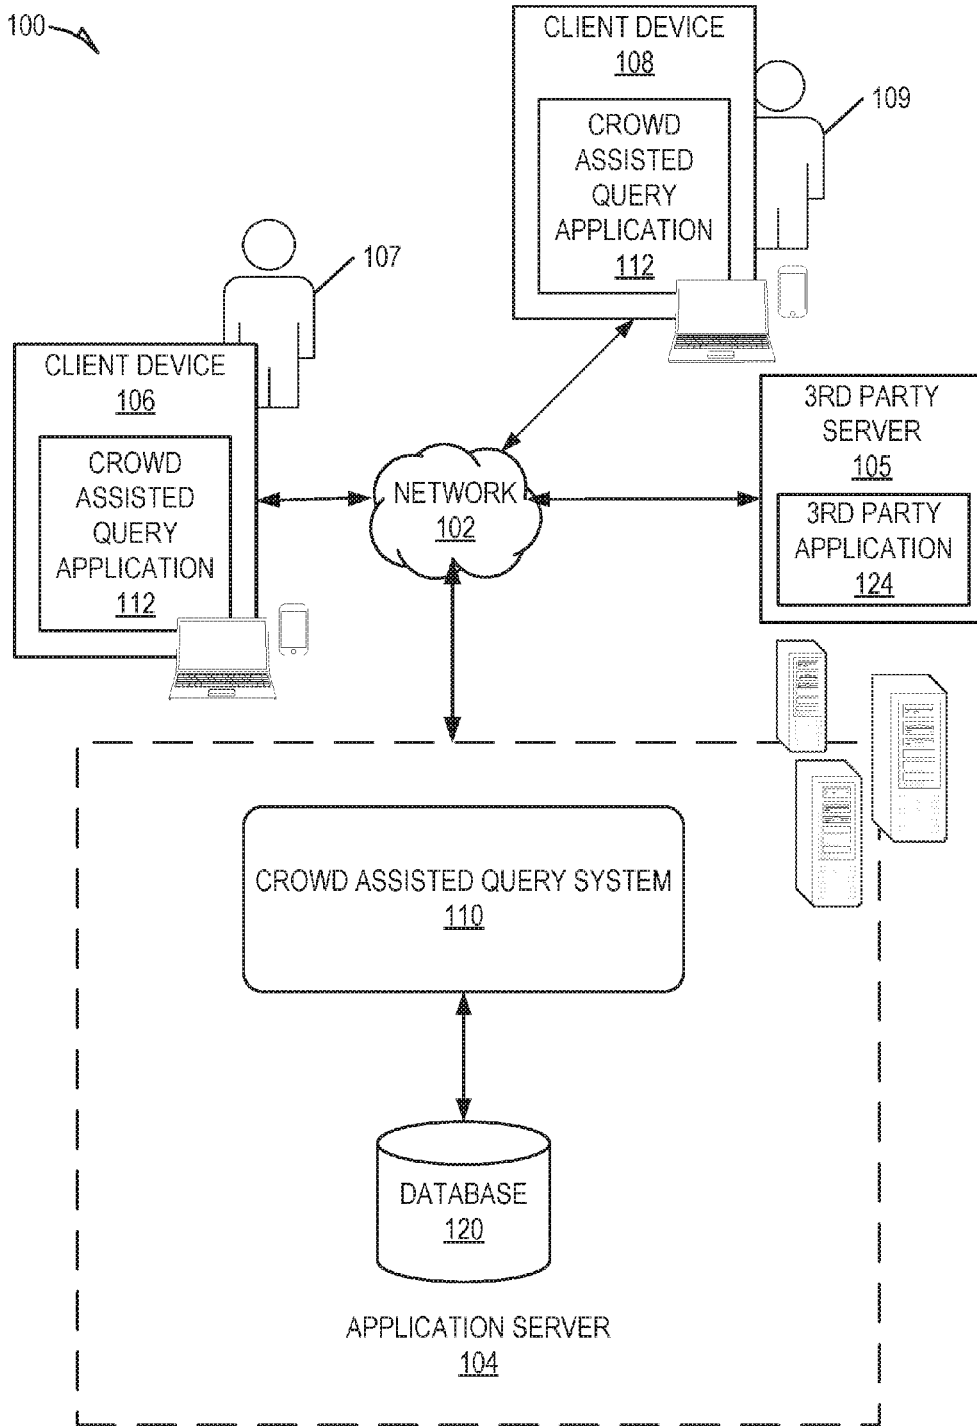 100
CLIENT DEVICE
108
CROWD
ASSISTED
QUERY
APPLICATION
112
109
107
CLIENT DEVICE
106
CROWD
ASSISTED
QUERY
APPLICATION
112
NETWORK
102
3RD PARTY
SERVER
105
3RD PARTY
APPLICATION
124
CROWD ASSISTED QUERY SYSTEM
110
DATABASE
120
APPLICATION SERVER
104